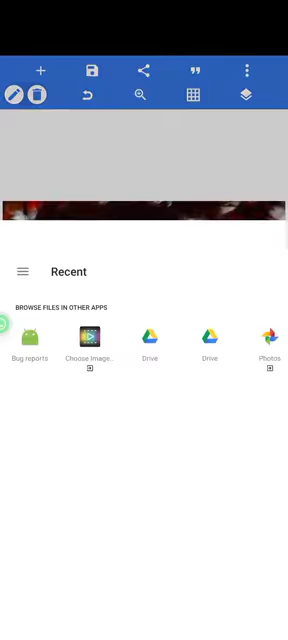 Recent
BROWSE FILES IN OTHER APPS
Bug reports
Choose Image...
Drive
Drive
Photos